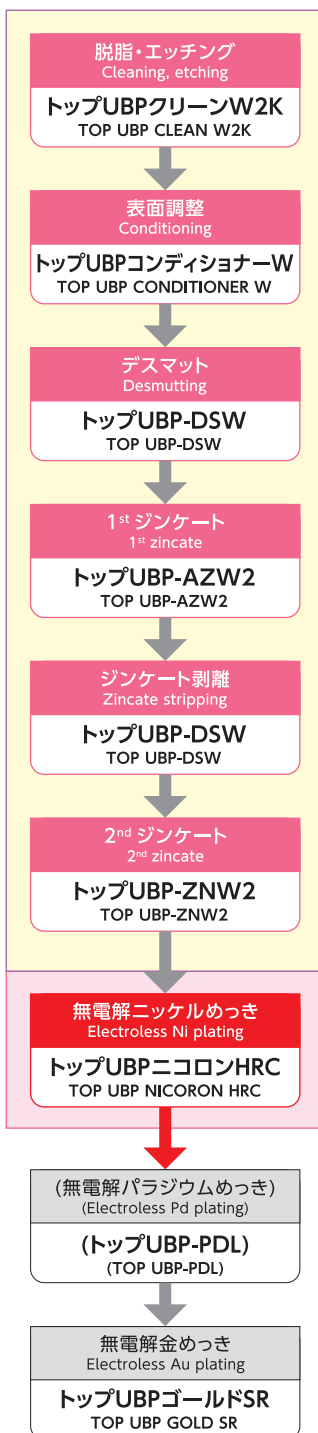 脱脂・エッチング
Cleaning, etching
トップUBPクリーンW2K
TOP UBP CLEAN W2K
表面調整
Conditioning
トップUBPコンディショナーW
TOP UBP CONDITIONER W
デスマット
Desmutting
トップUBP-DSW
TOP UBP-DSW
1st ジンケート
1st zincate
トップUBP-AZW2
TOP UBP-AZW2
ジンケート剥離
Zincate stripping
トップUBP-DSW
TOP UBP-DSW
2nd ジンケート
2nd zincate
トップUBP-ZNW2
TOP UBP-ZNW2
無電解ニッケルめっき
Electroless Ni plating
トップUBPニコロンHRC
TOP UBP NICORON HRC
(無電解パラジウムめっき)
(Electroless Pd plating)
(トップUBP-PDL)
(TOP UBP-PDL)
無電解金めっき
Electroless Au plating
トップUBPゴールドSR
TOP UBP GOLD SR